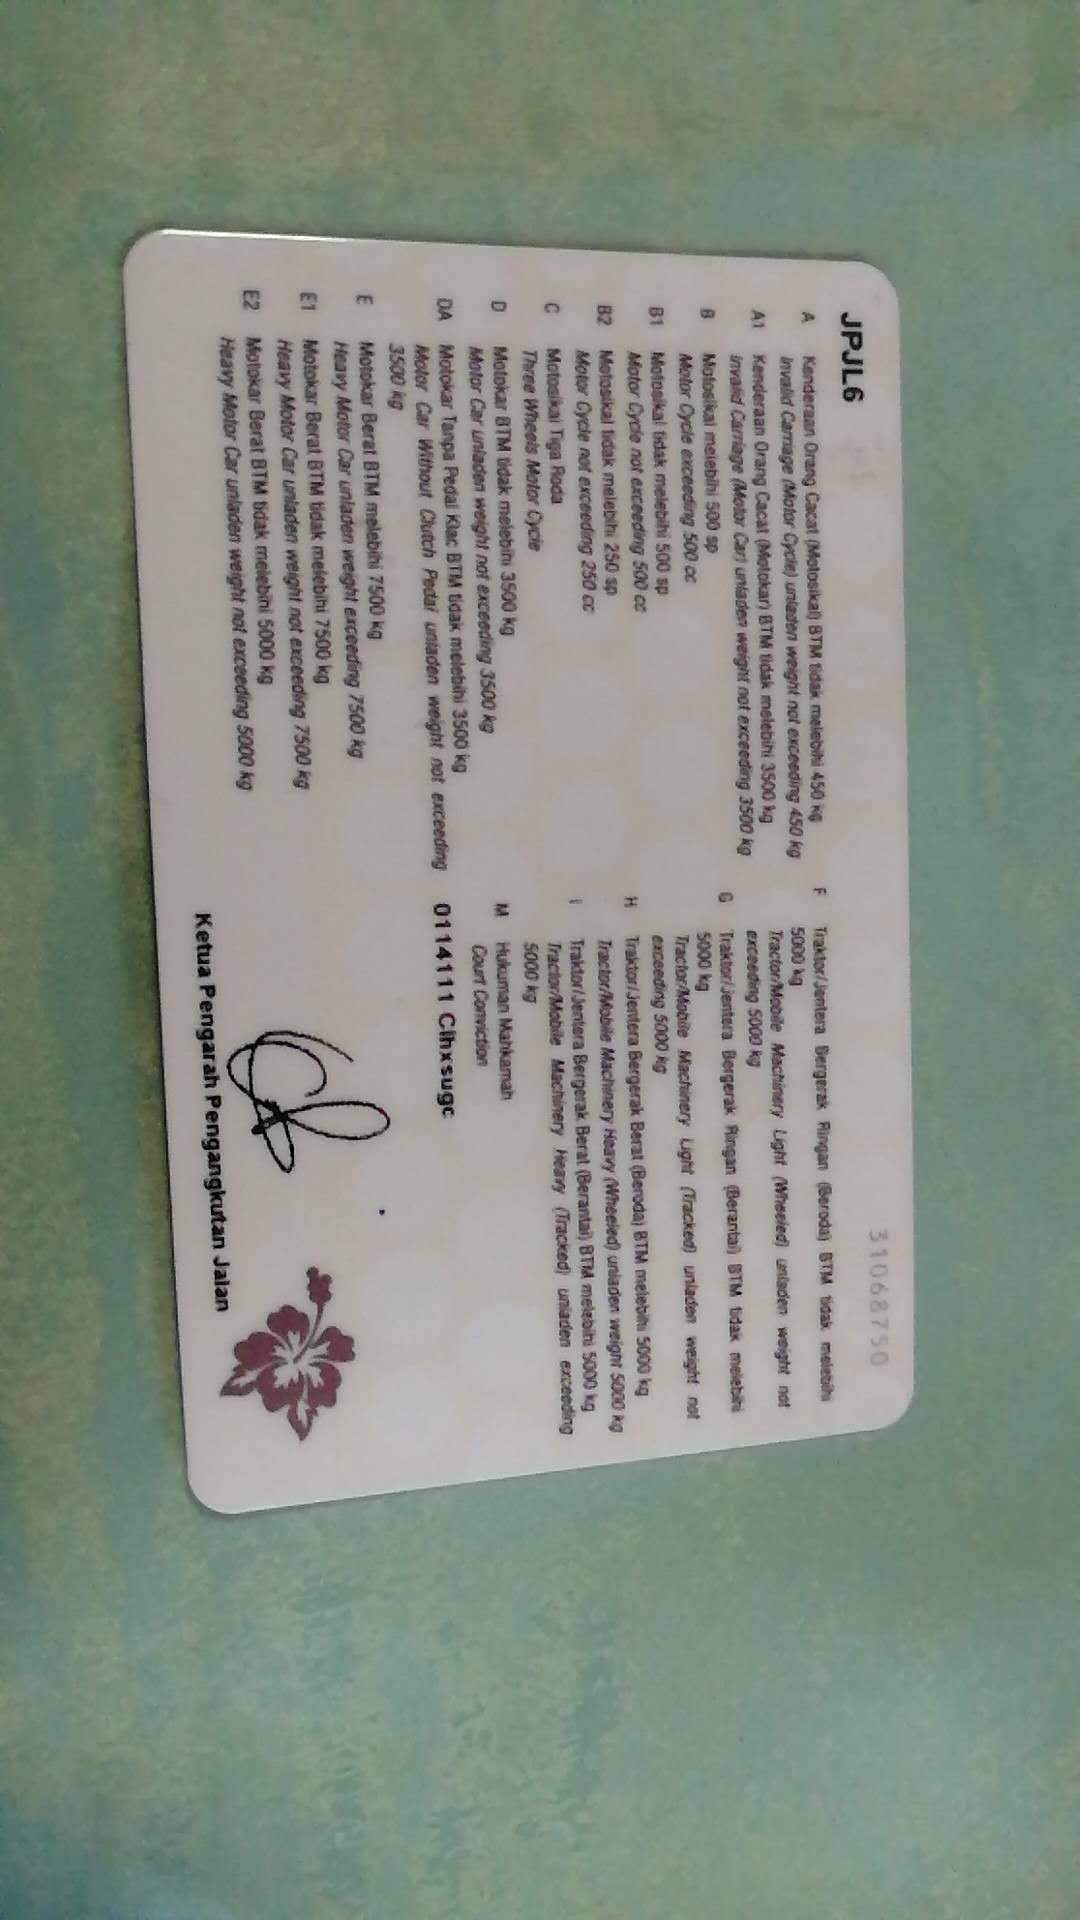 31068750
JPJL6
A Kenderaan Orang Cacat (Motosikal) BTM tidak melebihi 450 kg
Invalid Carriage (Motor Cycle) unladen weight not exceeding 450 kg
A1 Kenderaan Orang Cacat (Motokar) BTM tidak melebihi 3500 kg
Invalid Carriage (Motor Car) unladen weight not exceeding 3500 kg
B Motosikal melebihi 500 sp
Motor Cycle exceeding 500 cc
B1 Motosikal tidak melebihi 500 sp
Motor Cycle not exceeding 500 cc
B2 Motosikal tidak melebihi 250 sp
Motor Cycle not exceeding 250 cc
C Motosikal Tiga Roda
Three Wheels Motor Cycle
D Motokar BTM tidak melebihi 3500 kg
Motor Car unladen weight not exceeding 3500 kg
DA Motokar Tanpa Pedal Klac BTM tidak melebihi 3500 kg
Motor Car Without Clutch Pedal unladen weight not exceeding
3500 kg
E Motokar Berat BTM melebihi 7500 kg
Heavy Motor Car unladen weight exceeding 7500 kg
E1 Motokar Berat BTM tidak melebihi 7500 kg
Heavy Motor Car unladen weight not exceeding 7500 kg
E2 Motokar Berat BTM tidak melebihi 5000 kg
Heavy Motor Car unladen weight not exceeding 5000 kg
F Traktor/Jentera Bergerak Ringan (Beroda) BTM tidak melebihi
5000 kg
Tractor/Mobile Machinery Light (Wheeled) unladen weight not
exceeding 5000 kg
G Traktor/Jentera Bergerak Ringan (Berantai) BTM tidak melebihi
5000 kg
Tractor/Mobile Machinery Light (Tracked) unladen weight not
exceeding 5000 kg
H Traktor/Jentera Bergerak Berat (Beroda) BTM melebihi 5000 kg
Tractor/Mobile Machinery Heavy (Wheeled) unladen weight 5000 kg
I Traktor/Jentera Bergerak Berat (Berantai) BTM melebihi 5000 kg
Tractor/Mobile Machinery Heavy (Tracked) unladen exceeding
5000 kg
M Hukuman Mahkamah
Court Conviction
0114111 Clhxsugc
Ketua Pengarah Pengangkutan Jalan